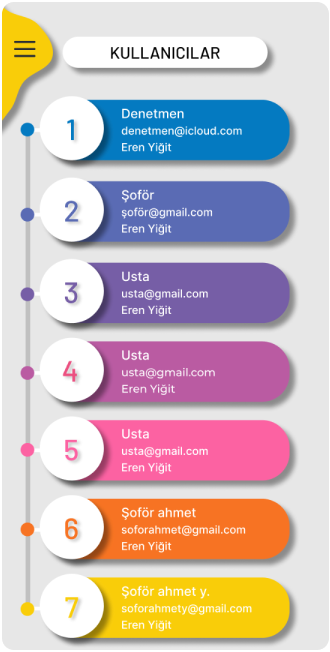 KULLANICILAR
1
Denetmen
denetmen@icloud.com
Eren Yiğit
2
Şoför
şoför@gmail.com
Eren Yiğit
3
Usta
usta@gmail.com
Eren Yiğit
4
Usta
usta@gmail.com
Eren Yiğit
5
Usta
usta@gmail.com
Eren Yiğit
6
Şoför ahmet
soforahmet@gmail.com
Eren Yiğit
7
Şoför ahmet y.
soforahmety@gmail.com
Eren Yiğit